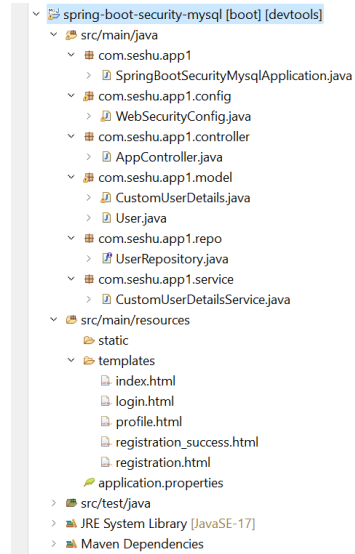 spring-boot-security-mysql [boot] [devtools]
src/main/java
com.seshu.app1
SpringBootSecurityMysqlApplication.java
com.seshu.app1.config
WebSecurityConfig.java
com.seshu.app1.controller
AppController.java
com.seshu.app1.model
CustomUserDetails.java
User.java
com.seshu.app1.repo
UserRepository.java
com.seshu.app1.service
CustomUserDetailsService.java
src/main/resources
static
templates
index.html
login.html
profile.html
registration_success.html
registration.html
application.properties
src/test/java
JRE System Library [JavaSE-17]
Maven Dependencies